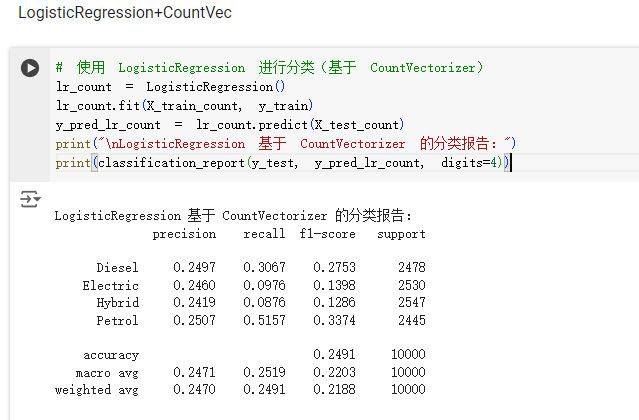 LogisticRegression+CountVec
# 使用 LogisticRegression 进行分类（基于 CountVectorizer）
lr_count = LogisticRegression()
lr_count.fit(X_train_count, y_train)
y_pred_lr_count = lr_count.predict(X_test_count)
print("\nLogisticRegression 基于 CountVectorizer 的分类报告：")
print(classification_report(y_test, y_pred_lr_count, digits=4))
LogisticRegression 基于 CountVectorizer 的分类报告：
precision recall f1-score support
Diesel 0.2497 0.3067 0.2753 2478
Electric 0.2460 0.0976 0.1398 2530
Hybrid 0.2419 0.0876 0.1286 2547
Petrol 0.2507 0.5157 0.3374 2445
accuracy 0.2491 10000
macro avg 0.2471 0.2519 0.2203 10000
weighted avg 0.2470 0.2491 0.2188 10000